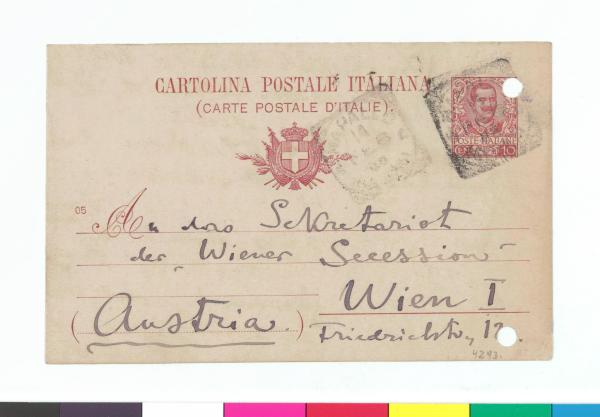 CARTOLINA POSTALE ITALIANA
(CARTE POSTALE D'ITALIE)
POSTE ITALIANE
10
05
An das Sekretariat
der "Wiener Secession"
Wien I
(Austria.)
Friedrichstr, 12.
4293.